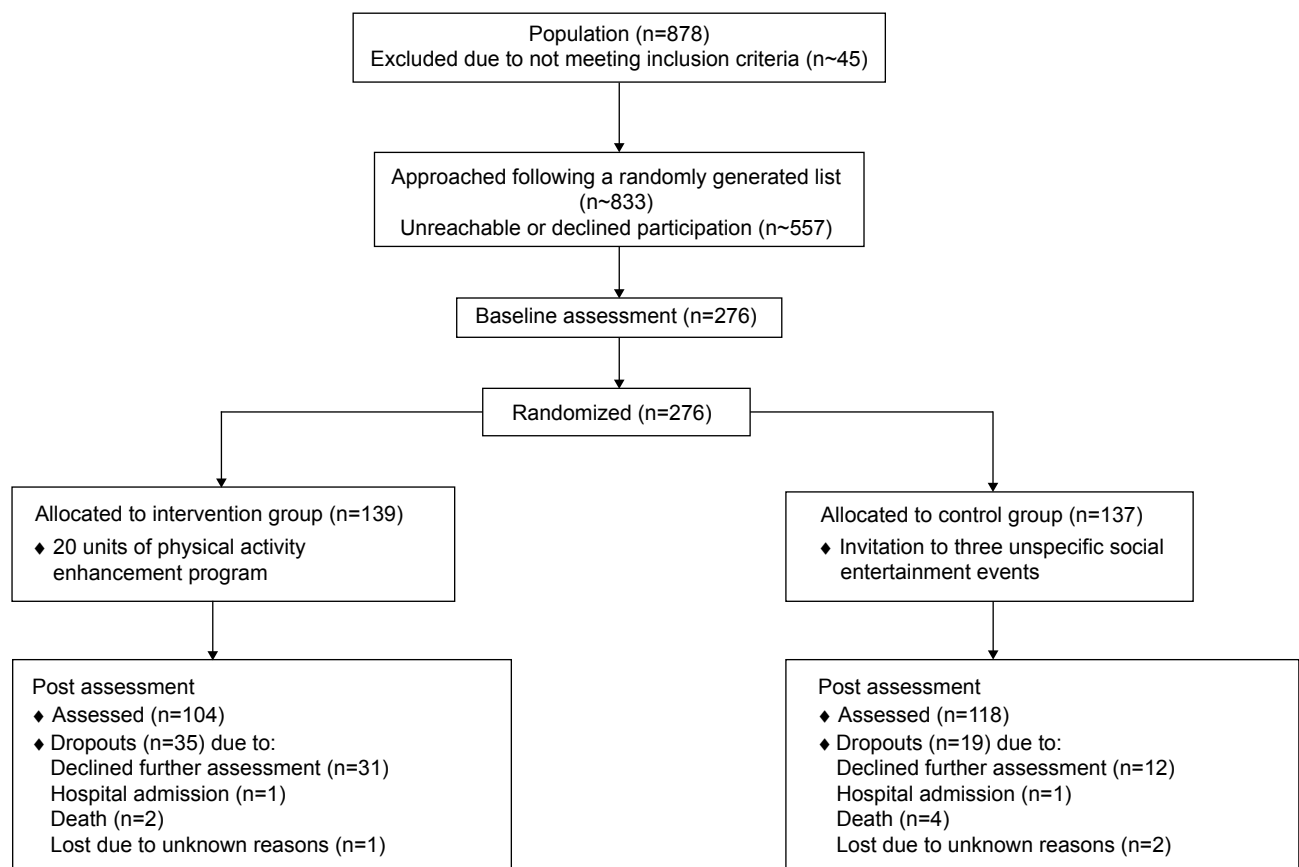 Population (n=878)
Excluded due to not meeting inclusion criteria (n~45)
Approached following a randomly generated list
(n~833)
Unreachable or declined participation (n~557)
Baseline assessment (n=276)
Randomized (n=276)
Allocated to intervention group (n=139)
♦ 20 units of physical activity
enhancement program
Allocated to control group (n=137)
♦ Invitation to three unspecific social
entertainment events
Post assessment
♦ Assessed (n=104)
♦ Dropouts (n=35) due to:
Declined further assessment (n=31)
Hospital admission (n=1)
Death (n=2)
Lost due to unknown reasons (n=1)
Post assessment
♦ Assessed (n=118)
♦ Dropouts (n=19) due to:
Declined further assessment (n=12)
Hospital admission (n=1)
Death (n=4)
Lost due to unknown reasons (n=2)